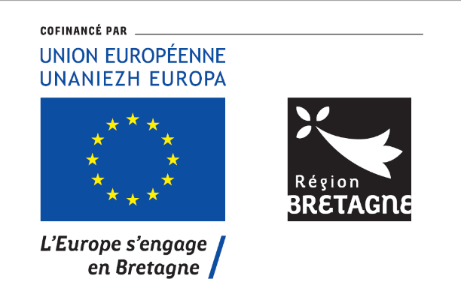 COFINANCÉ PAR
UNION EUROPÉENNE
UNANIEZH EUROPA
Région
BRETAGNE
L’Europe s’engage
en Bretagne